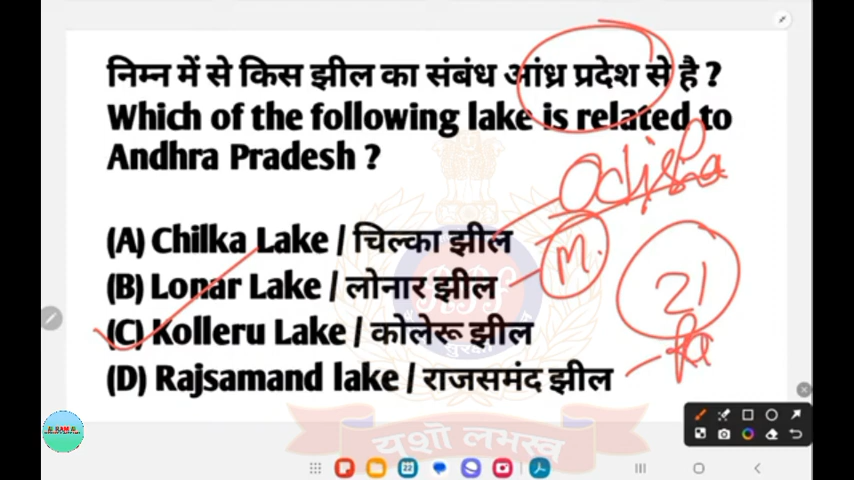 निम्न में से किस झील का संबंध आंध्र प्रदेश से है ?
Which of the following lake is related to
Andhra Pradesh ?
Odisha
(A) Chilka Lake / चिल्का झील
M.
(B) Lonar Lake / लोनार झील
21
(C) Kolleru Lake / कोलेरू झील
(D) Rajsamand lake / राजसमंद झील
यशो लभस्व